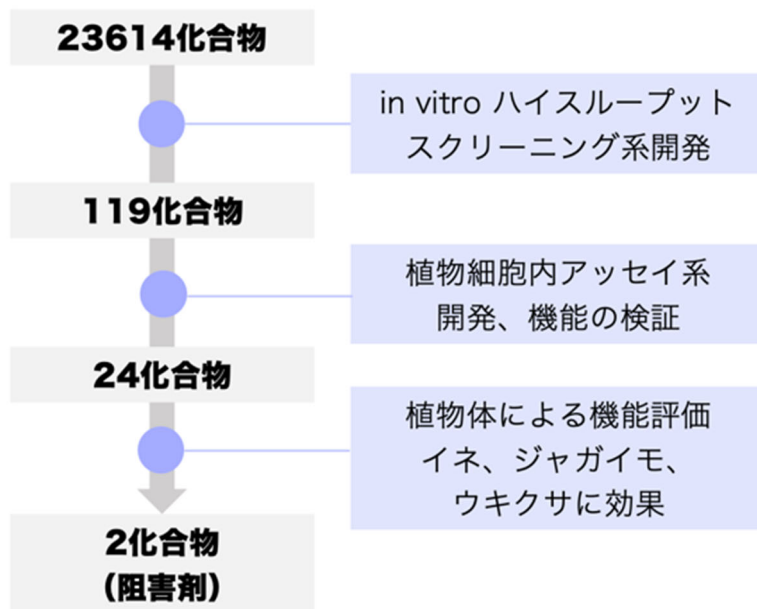 23614化合物
in vitro ハイスループット
スクリーニング系開発
119化合物
植物細胞内アッセイ系
開発、機能の検証
24化合物
植物体による機能評価
イネ、ジャガイモ、
ウキクサに効果
2化合物
（阻害剤）